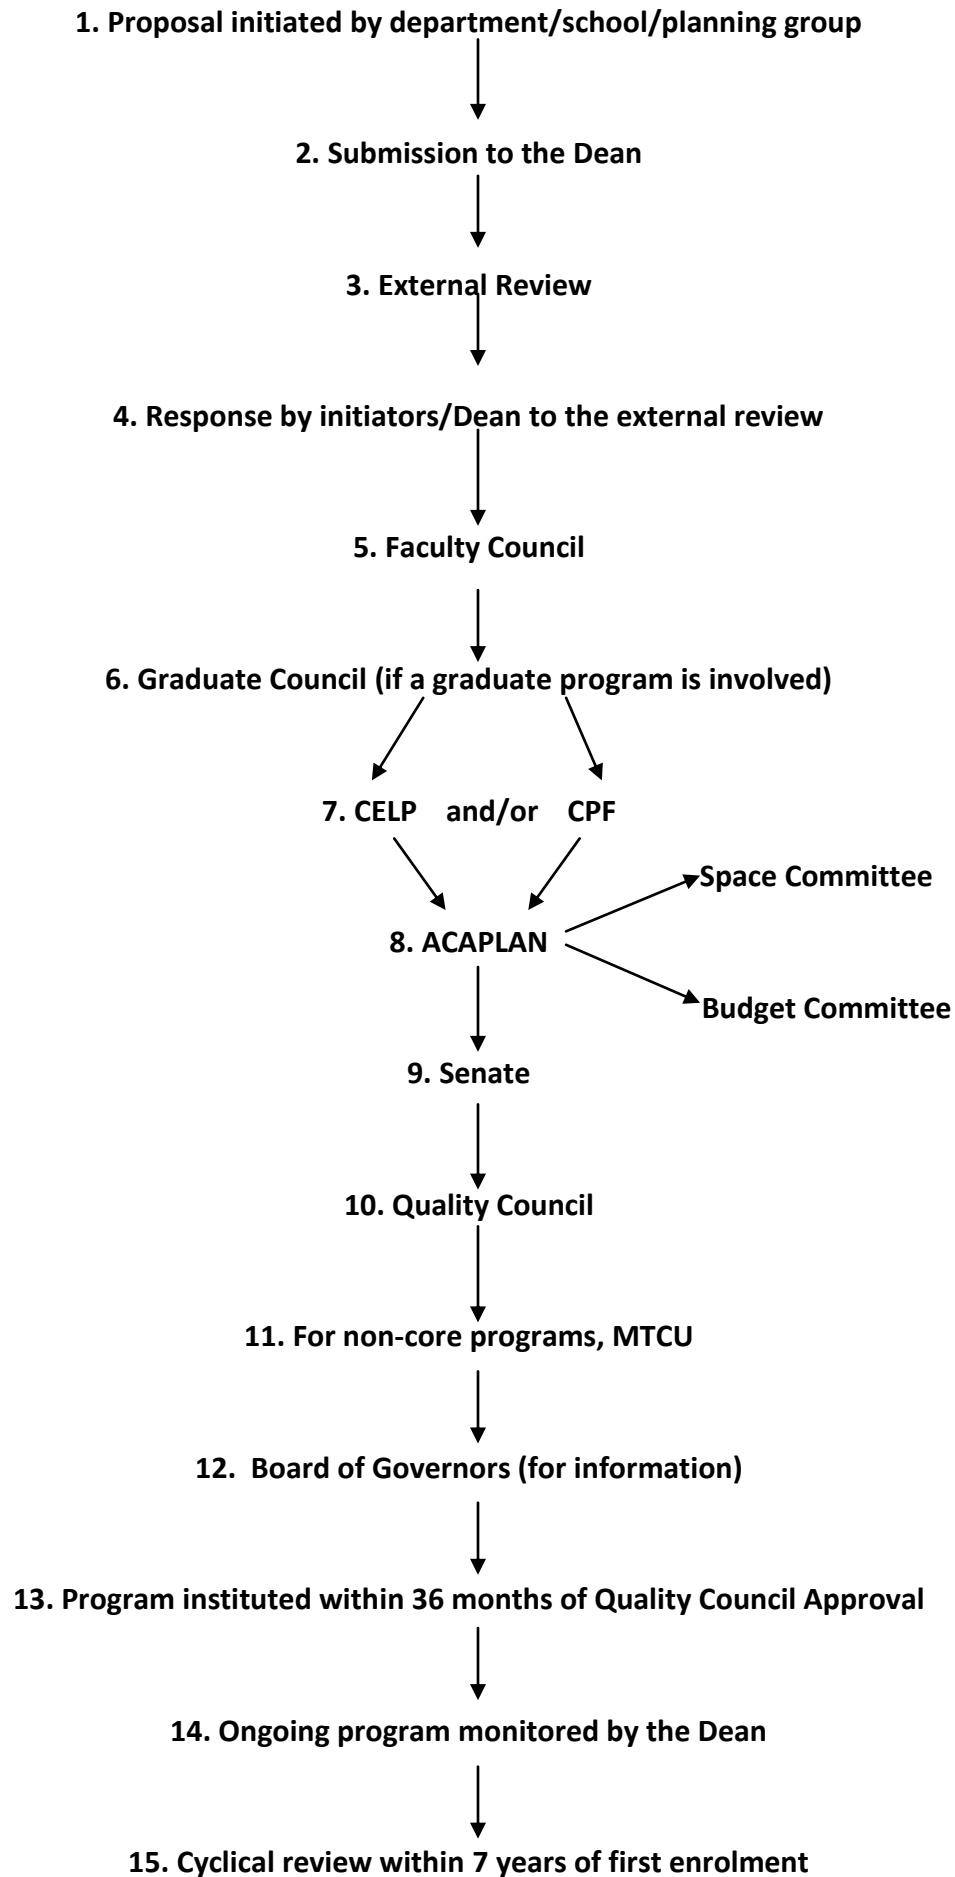 1. Proposal initiated by department/school/planning group
2. Submission to the Dean
3. External Review
4. Response by initiators/Dean to the external review
5. Faculty Council
6. Graduate Council (if a graduate program is involved)
7. CELP and/or CPF
Space Committee
8. ACAPLAN
Budget Committee
9. Senate
10. Quality Council
11. For non-core programs, MTCU
12. Board of Governors (for information)
13. Program instituted within 36 months of Quality Council Approval
14. Ongoing program monitored by the Dean
15. Cyclical review within 7 years of first enrolment